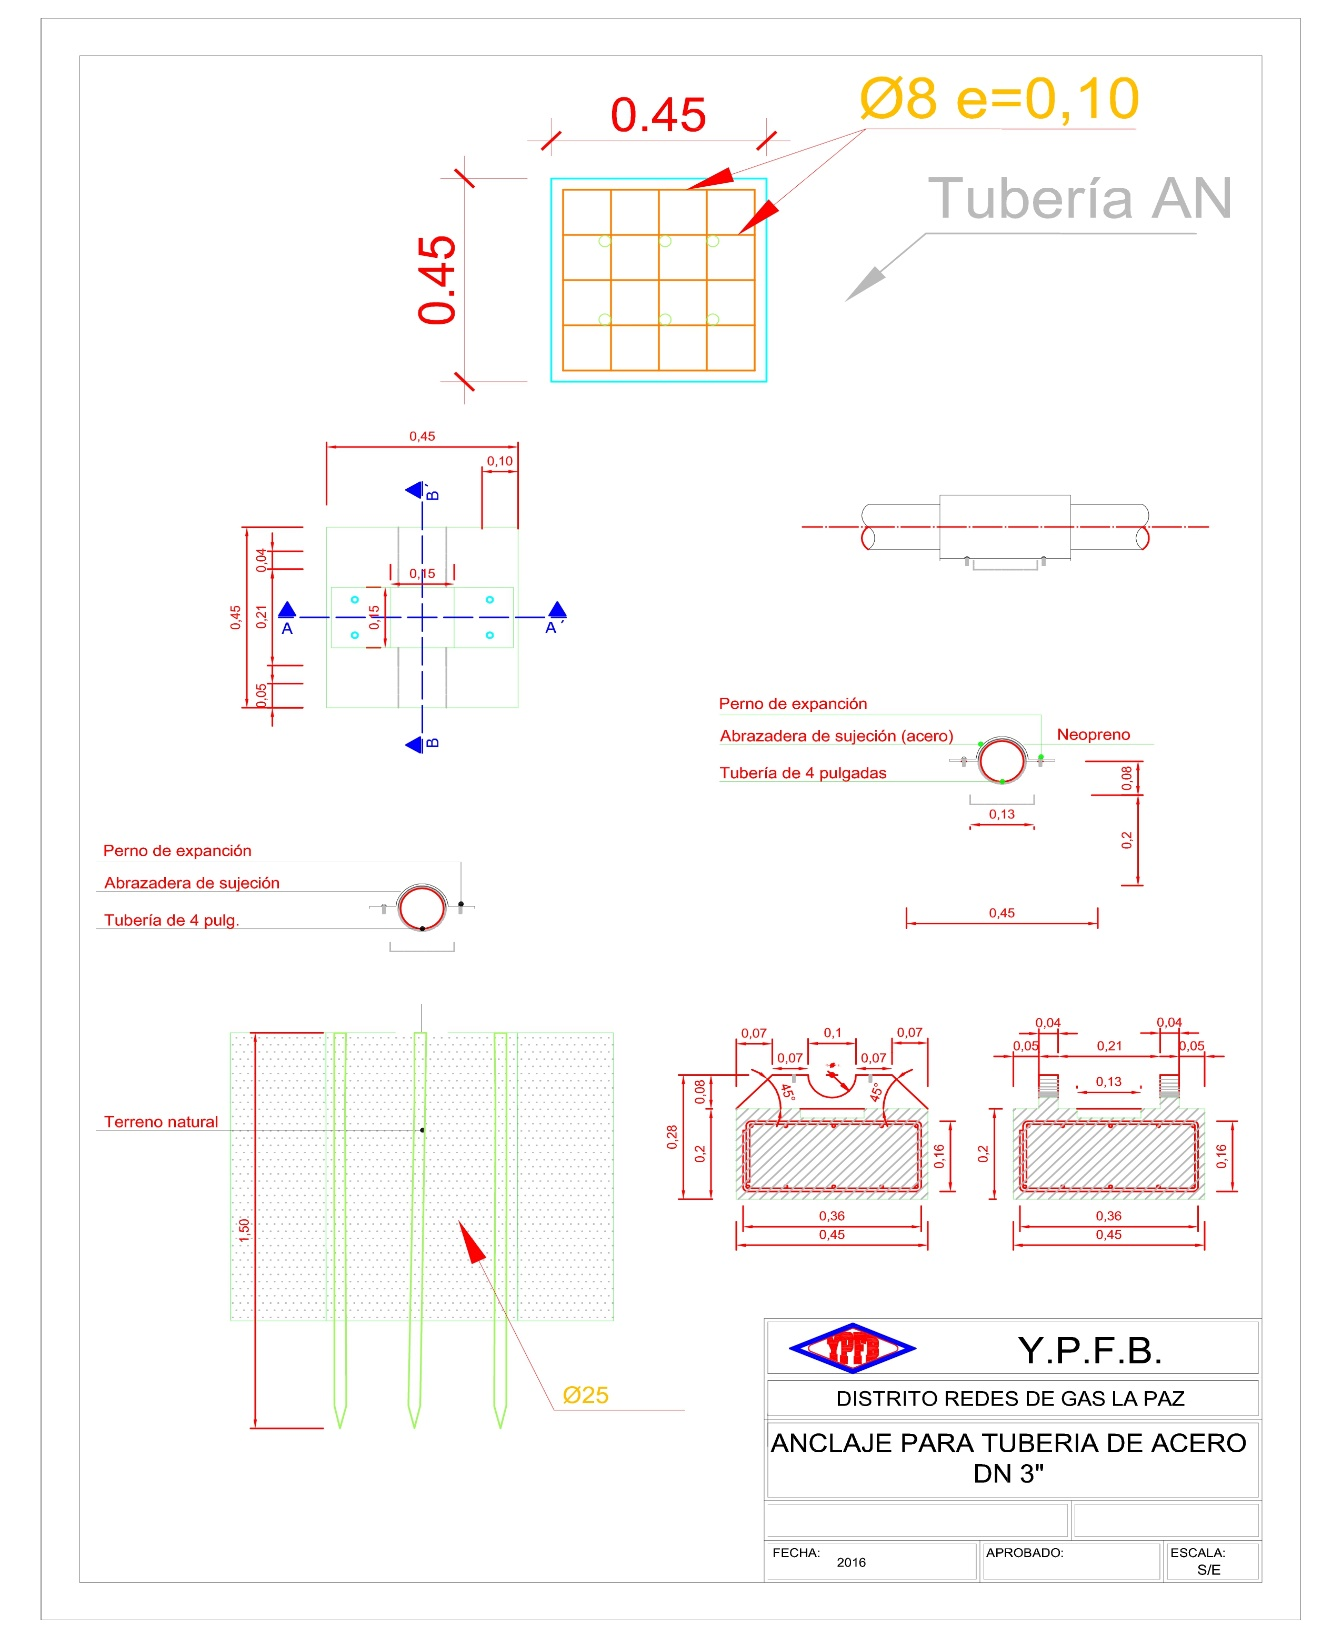 0.45
Ø8 e=0,10
Tubería AN
0.45
0,45
0,10
B´
0,04
0,15
0,45
0,21
0,15
A
A´
0,05
B
Perno de expanción
Abrazadera de sujeción (acero)
Neopreno
Tubería de 4 pulgadas
0,08
0,13
0,2
0,45
Perno de expanción
Abrazadera de sujeción
Tubería de 4 pulg.
Terreno natural
1,50
Ø25
0,07
0,1
0,07
0,07
0,07
45°
45°
0,08
0,28
0,2
0,16
0,36
0,45
0,04
0,04
0,05
0,21
0,05
0,13
0,2
0,16
0,36
0,45
YPFB
Y.P.F.B.
DISTRITO REDES DE GAS LA PAZ
ANCLAJE PARA TUBERIA DE ACERO
DN 3"
FECHA:
2016
APROBADO:
ESCALA:
S/E